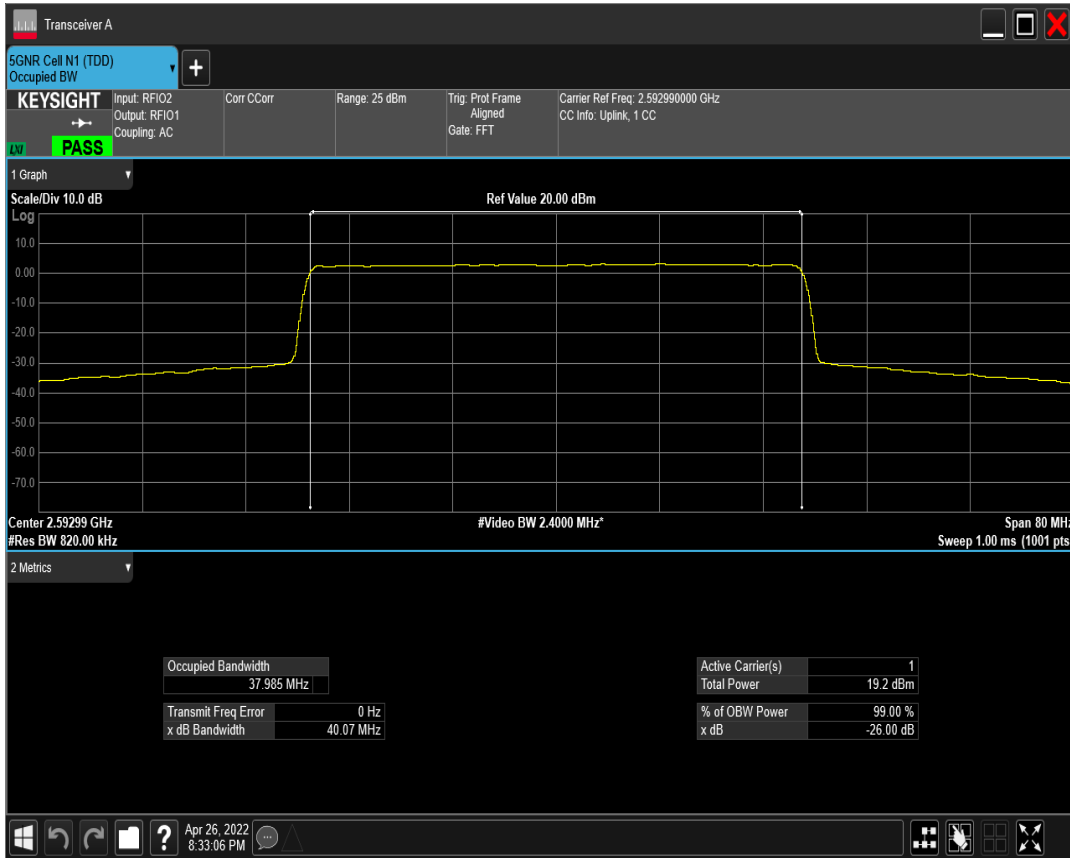 Transceiver A
5GNR Cell N1 (TDD)
Occupied BW
+
KEYSIGHT
LXI
PASS
Input: RFIO2
Output: RFIO1
Coupling: AC
Corr CCorr
Range: 25 dBm
Trig: Prot Frame
Aligned
Gate: FFT
Carrier Ref Freq: 2.592990000 GHz
CC Info: Uplink, 1 CC
1 Graph
Scale/Div 10.0 dB
Ref Value 20.00 dBm
Log
10.0
0.00
-10.0
-20.0
-30.0
-40.0
-50.0
-60.0
-70.0
Center 2.59299 GHz
#Video BW 2.4000 MHz*
Span 80 MHz
#Res BW 820.00 kHz
Sweep 1.00 ms (1001 pts
2 Metrics
Occupied Bandwidth
37.985 MHz
Transmit Freq Error 0 Hz
x dB Bandwidth 40.07 MHz
Active Carrier(s) 1
Total Power 19.2 dBm
% of OBW Power 99.00 %
x dB -26.00 dB
?
Apr 26, 2022
8:33:06 PM